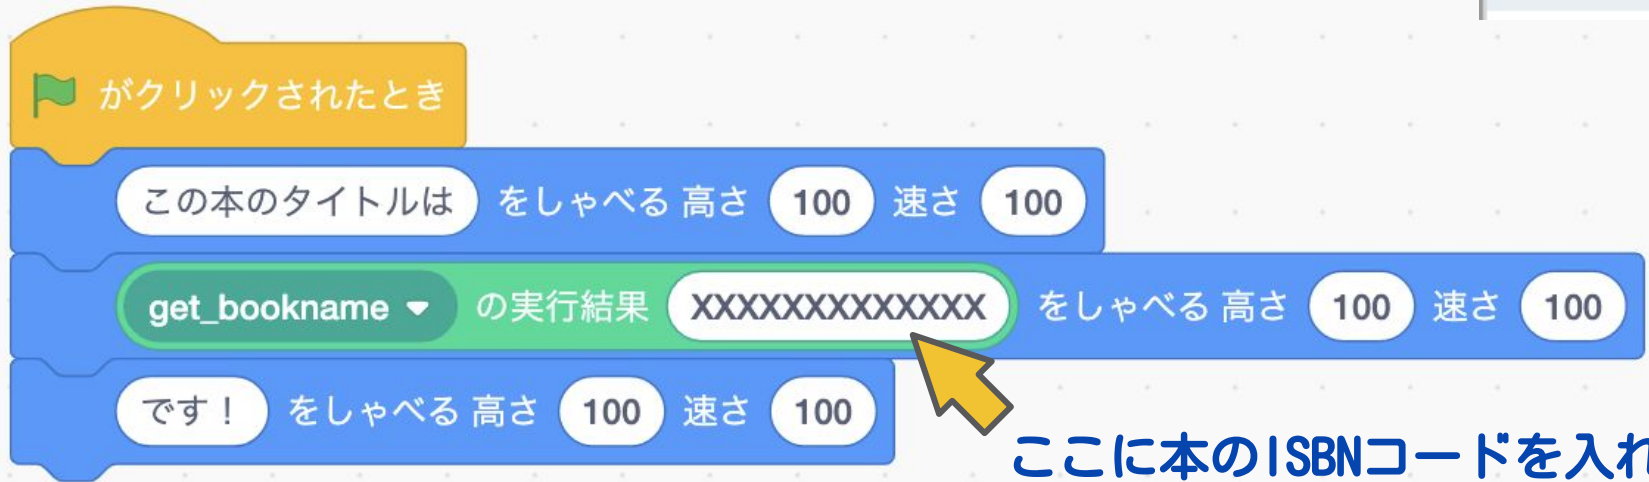 がクリックされたとき
この本のタイトルは をしゃべる 高さ 100 速さ 100
get_bookname の実行結果 XXXXXXXXXXXXX をしゃべる 高さ 100 速さ 100
です！ をしゃべる 高さ 100 速さ 100
ここに本のISBNコードを入れ